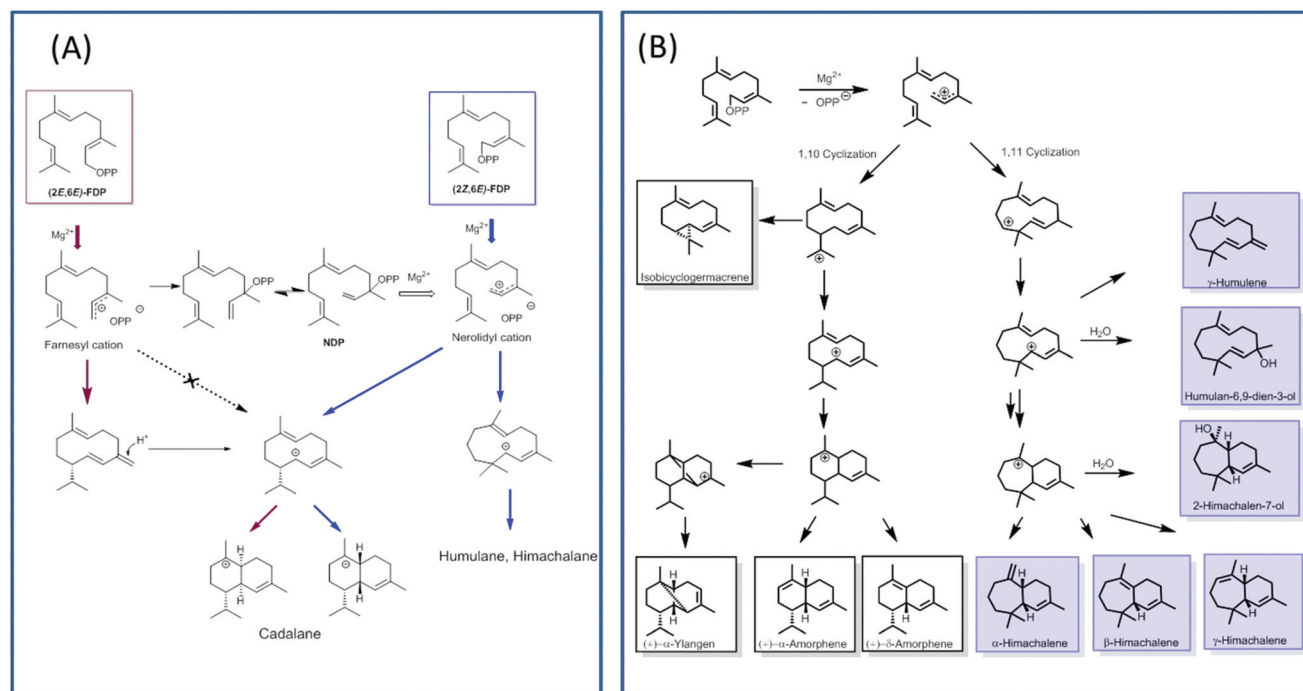 (A)
OPP
(2E,6E)-FDP
OPP
(2Z,6E)-FDP
Mg2+
Mg2+
OPP
OPP
Mg2+
OPP
OPP
Farnesyl cation
NDP
Nerolidyl cation
H+
H
H
H
H
Cadalane
Humulane, Himachalane
(B)
OPP
Mg2+
− OPP
1,10 Cyclization
1,11 Cyclization
Isobicyclogermacrene
γ-Humulene
H2O
OH
Humulan-6,9-dien-3-ol
H2O
HO
H
H
2-Himachalen-7-ol
H
H
(+)-α-Ylangen
H
H
(+)-α-Amorphene
H
(+)-δ-Amorphene
H
H
α-Himachalene
H
β-Himachalene
H
H
γ-Himachalene